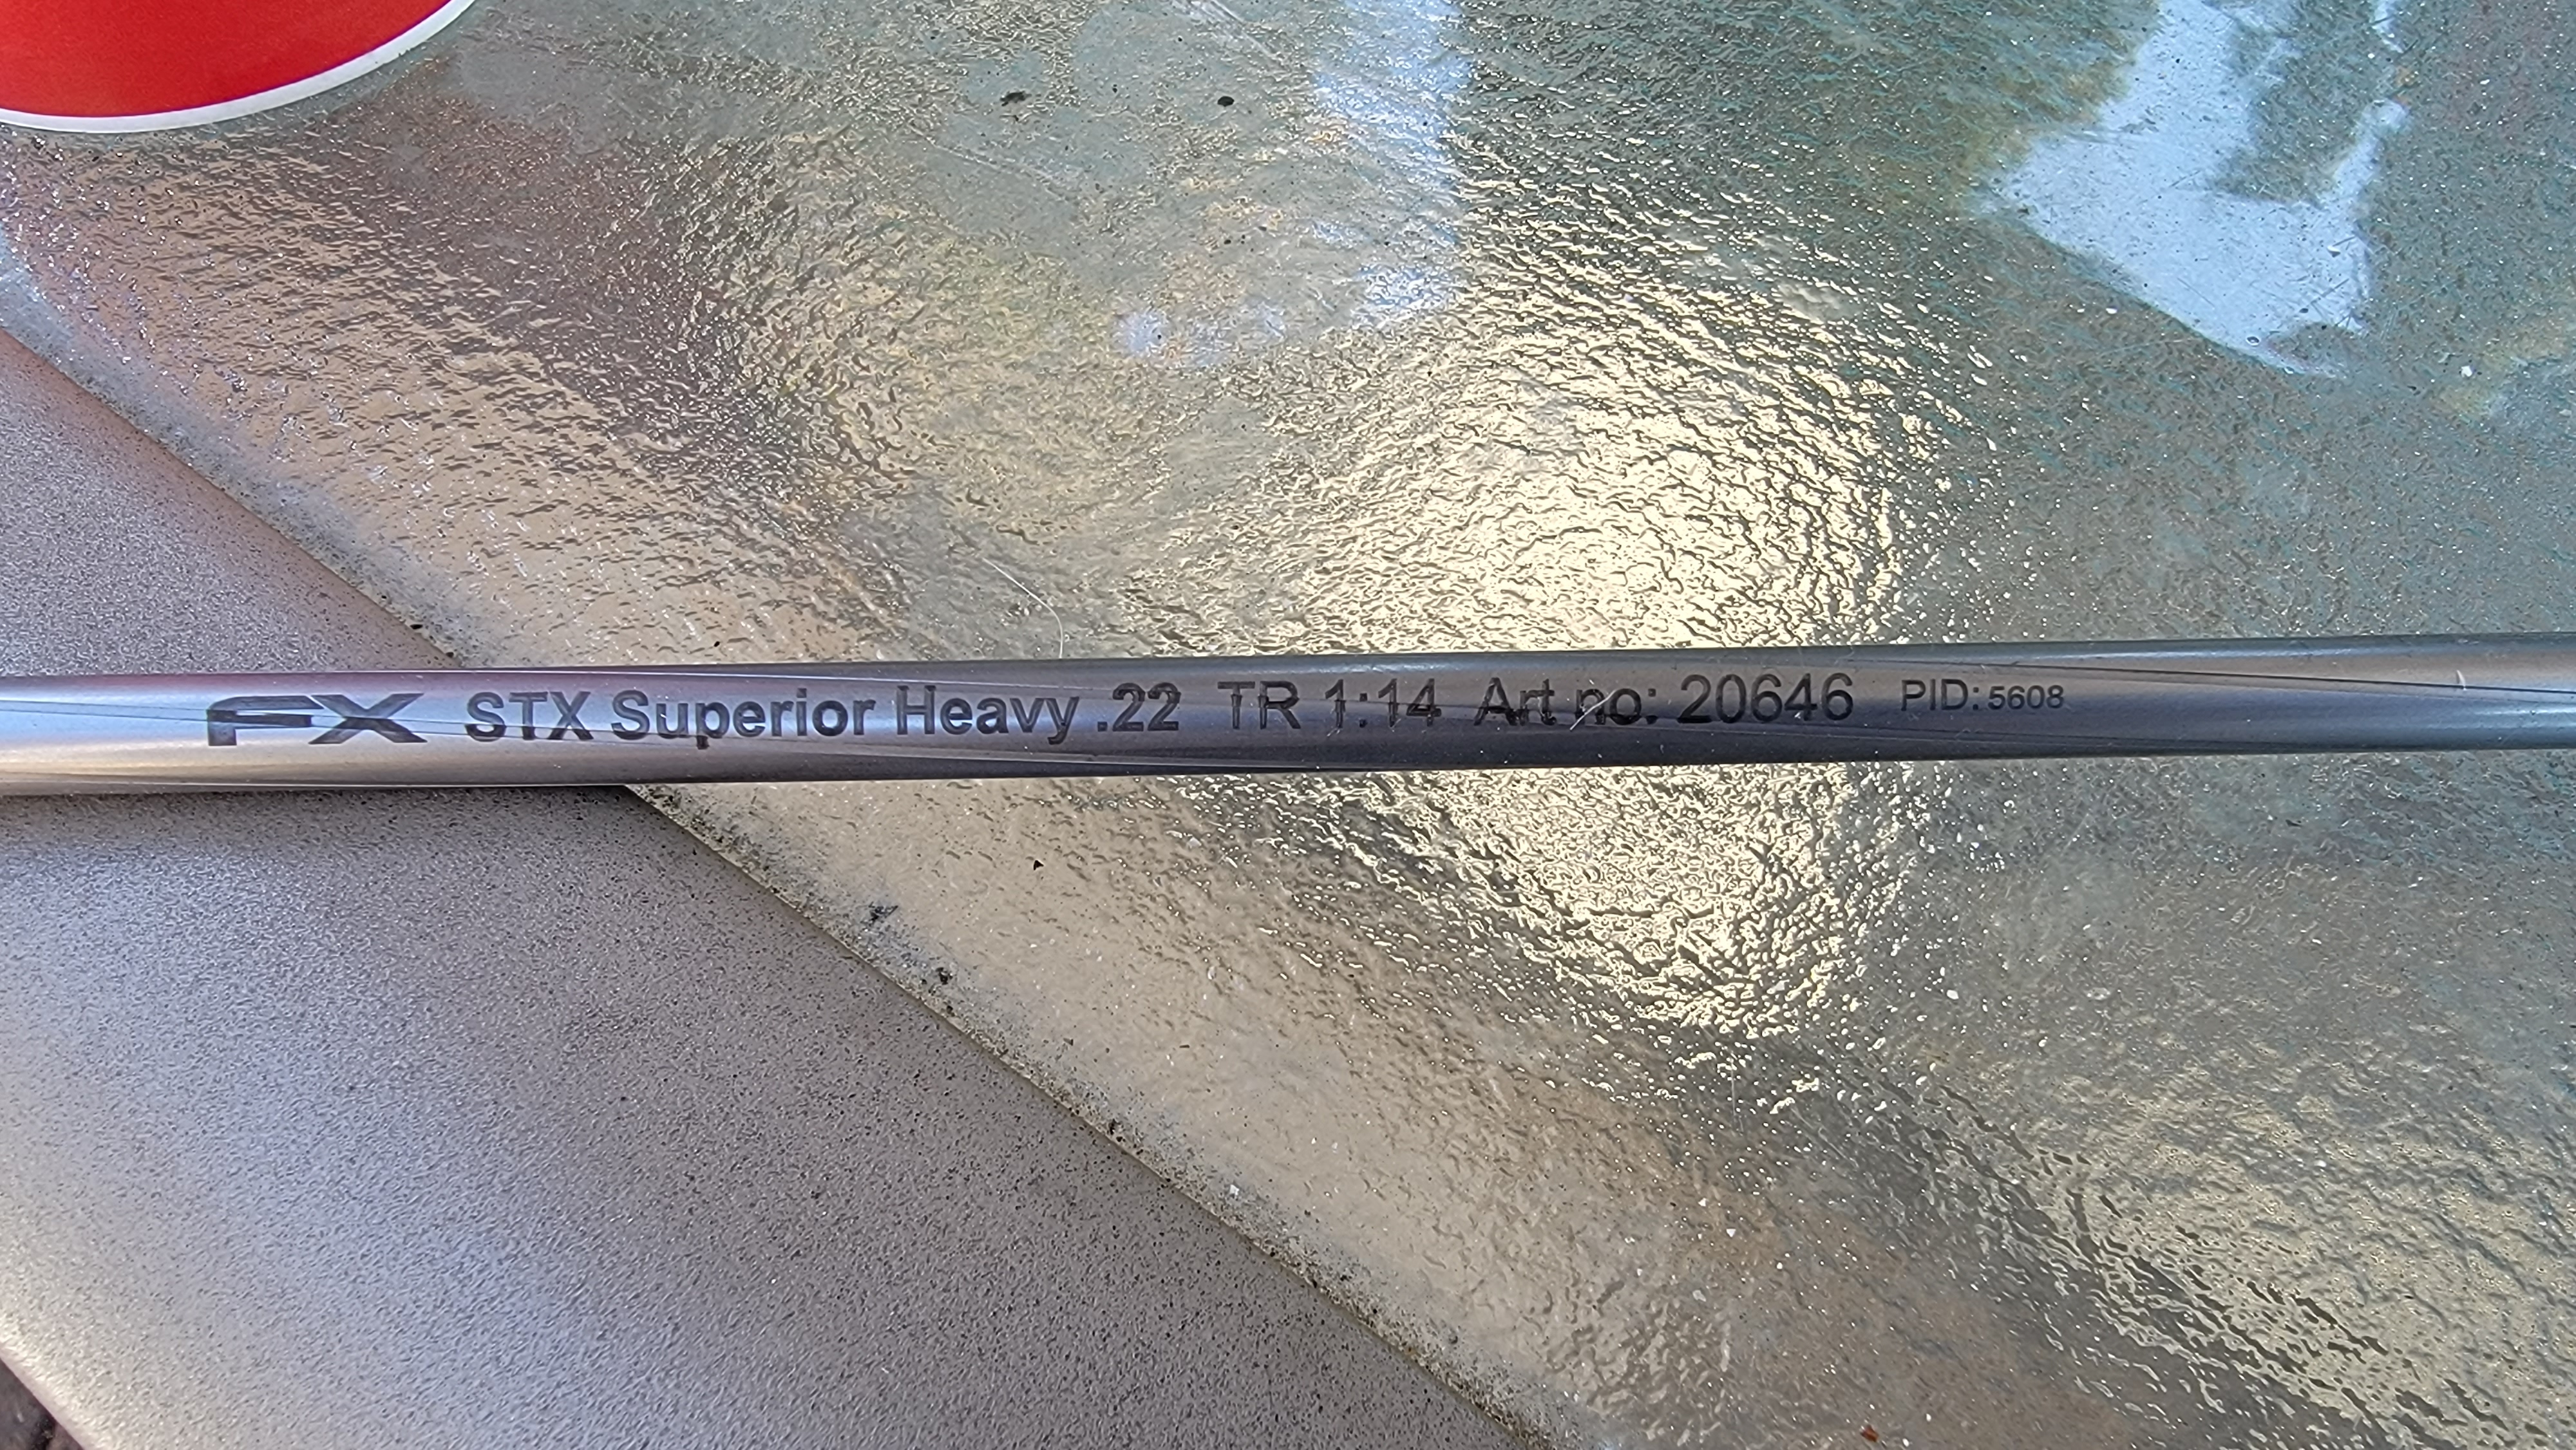 FX STX Superior Heavy .22 TR 1:14 Art no: 20646 PID: 5608